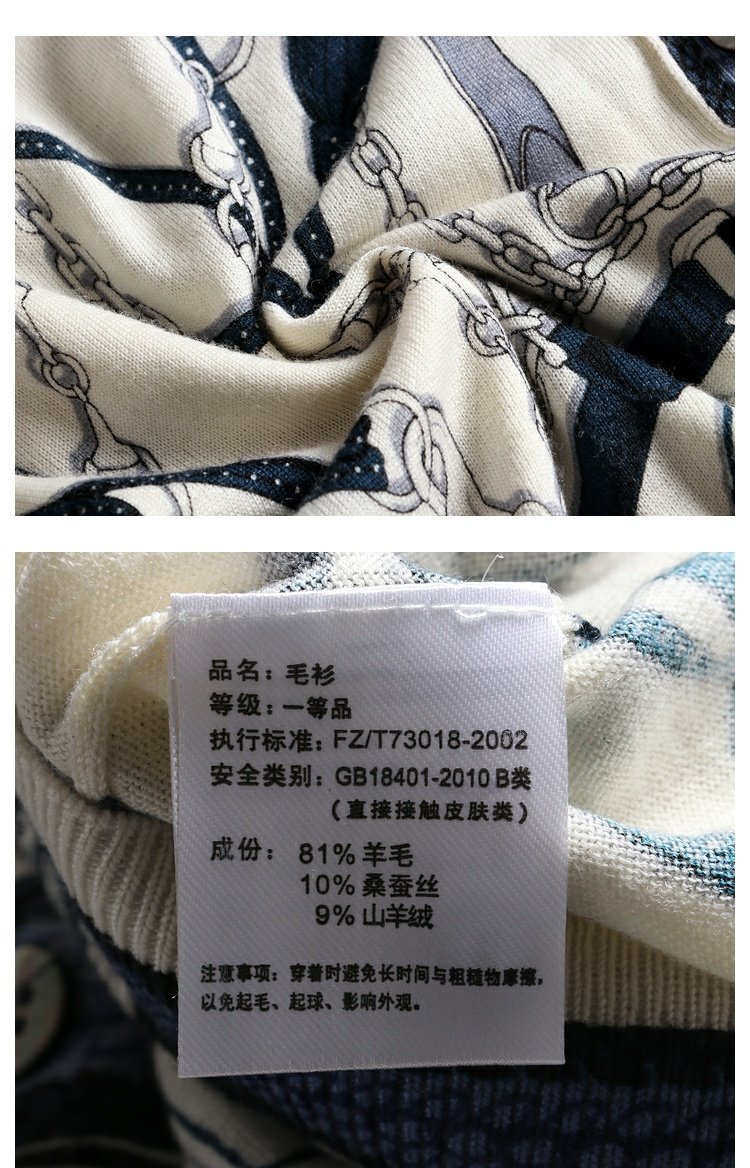 品名：毛衫
等级：一等品
执行标准：FZ/T73018-2002
安全类别：GB18401-2010 B类
（直接接触皮肤类）
成份：81%羊毛
10%桑蚕丝
9%山羊绒
注意事项：穿着时避免长时间与粗糙物摩擦，
以免起毛、起球、影响外观。